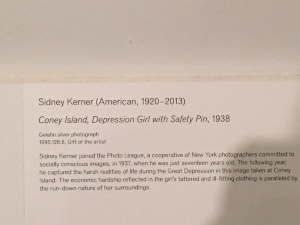 Sidney Kerner (American, 1920–2013)
Coney Island, Depression Girl with Safety Pin, 1938
Gelatin silver photograph
1995.128.6, Gift of the artist
Sidney Kerner joined the Photo League, a cooperative of New York photographers committed to
socially conscious images, in 1937, when he was just seventeen years old. The following year,
he captured the harsh realities of life during the Great Depression in this image taken at Coney
Island. The economic hardship reflected in the girl's tattered and ill-fitting clothing is paralleled by
the run-down nature of her surroundings.